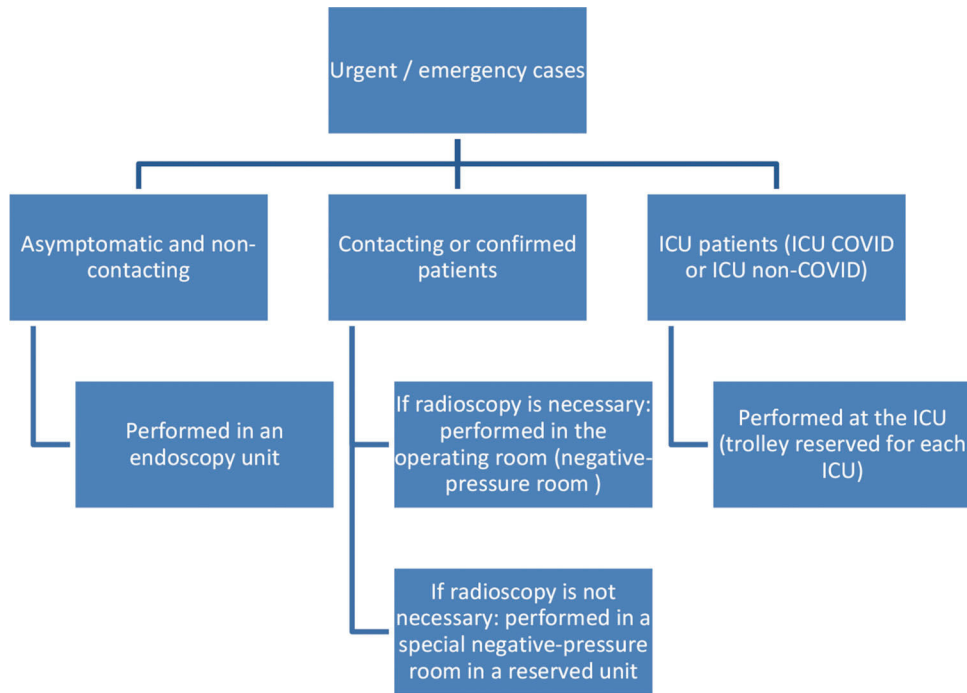 Urgent / emergency cases
Asymptomatic and non-
contacting
Contacting or confirmed
patients
ICU patients (ICU COVID
or ICU non-COVID)
Performed in an
endoscopy unit
If radioscopy is necessary:
performed in the
operating room (negative-
pressure room )
Performed at the ICU
(trolley reserved for each
ICU)
If radioscopy is not
necessary: performed in a
special negative-pressure
room in a reserved unit